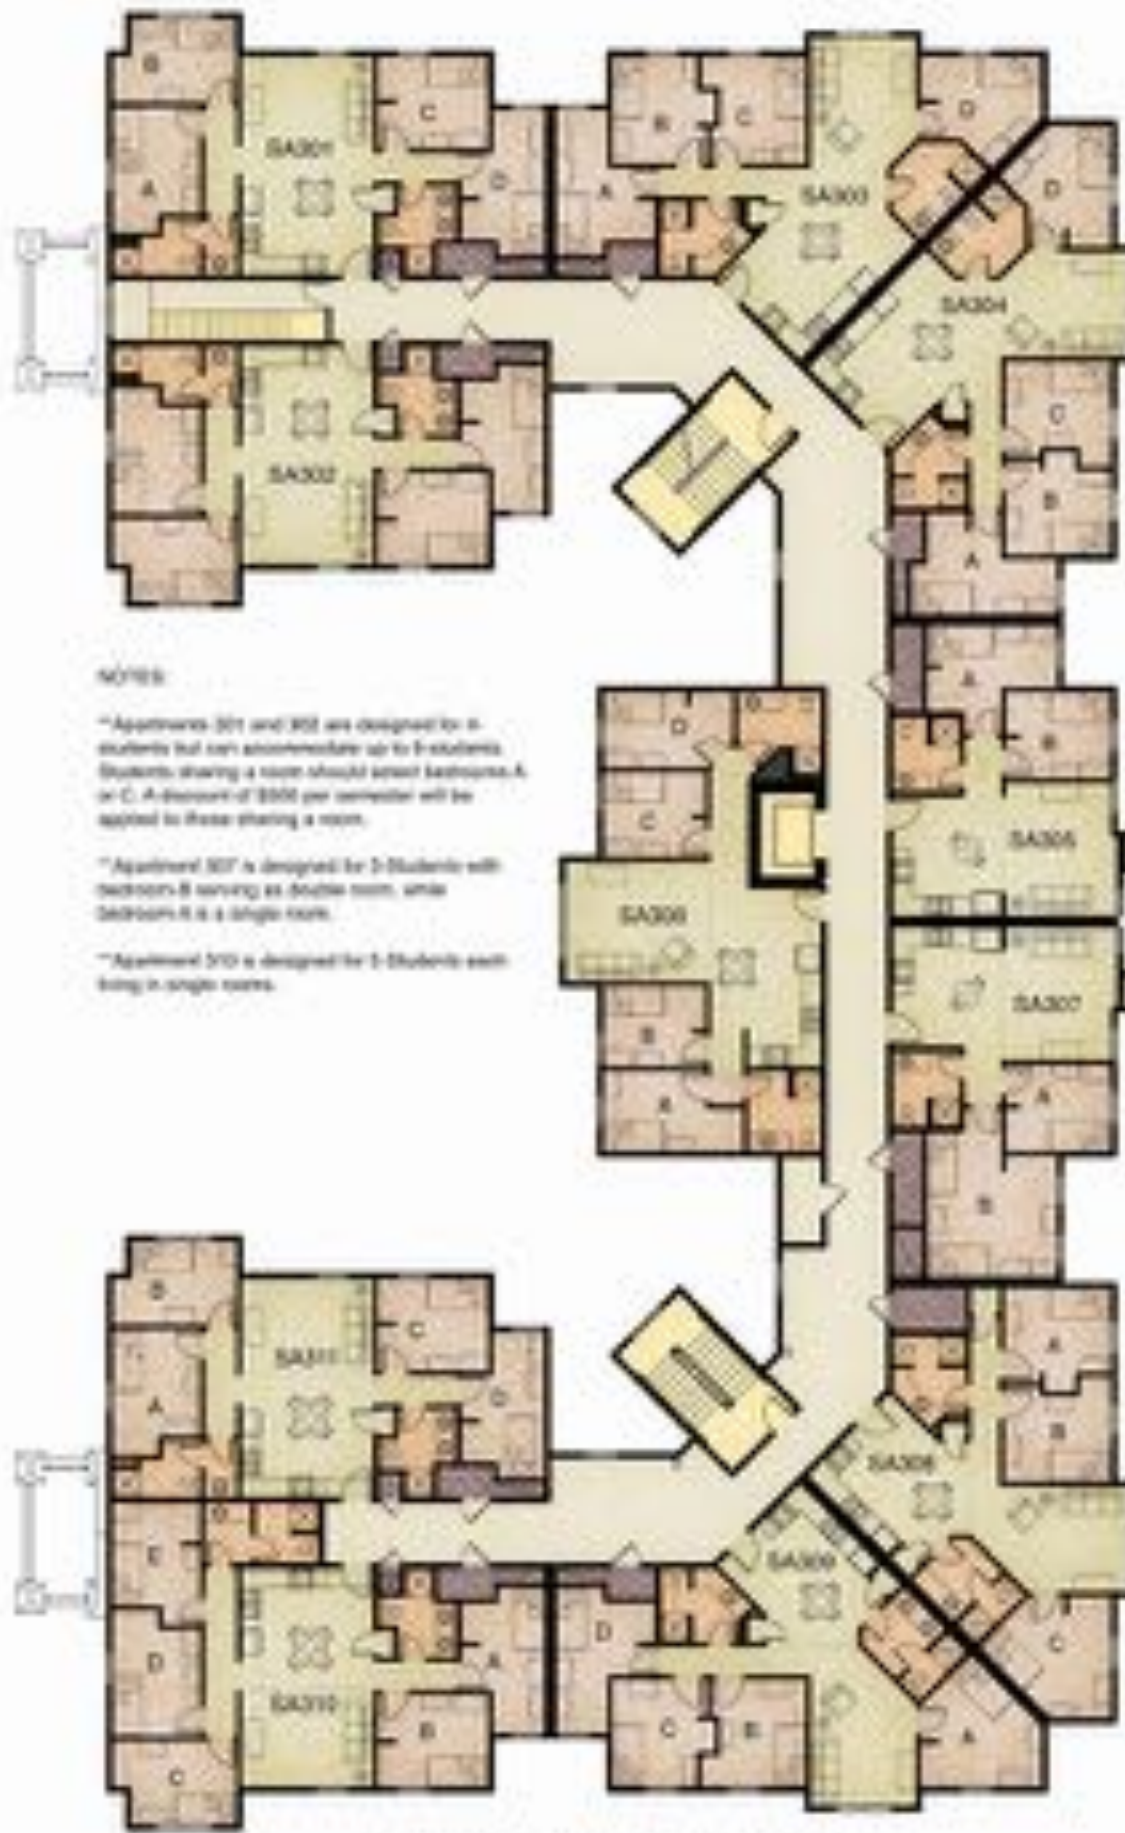 B
C
SA301
A
D
B
C
D
A
SA303
D
SA304
C
B
A
SA302
NOTES:
**Apartments 301 and 302 are designed for 4-
students but can accommodate up to 6-students.
Students sharing a room should select bedrooms A
or C. A discount of per semester will be
applied to those sharing a room.
**Apartment 307 is designed for 3-Students with
bedroom-B serving as double room, while
bedroom-A is a single room.
**Apartment 310 is designed for 5-Students each
living in single rooms.
A
B
SA305
D
C
B
A
SA307
A
B
B
C
SA311
A
D
A
B
C
SA309
E
D
SA310
C
A
B
D
C
B
A